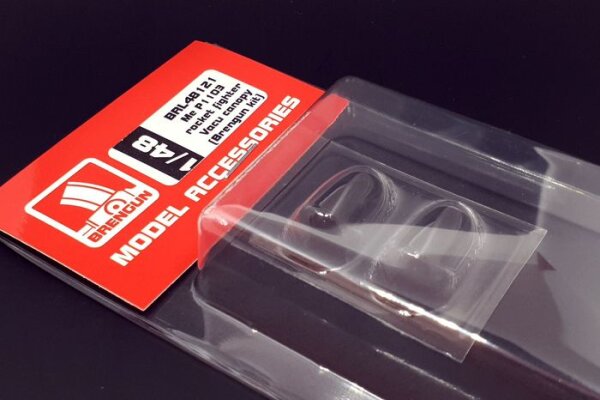 BRL48121
Me P1103
rocket fighter
Vacu canopy
(Brengun kit)
1/48
BRENGUN
MODEL ACCESSORIES